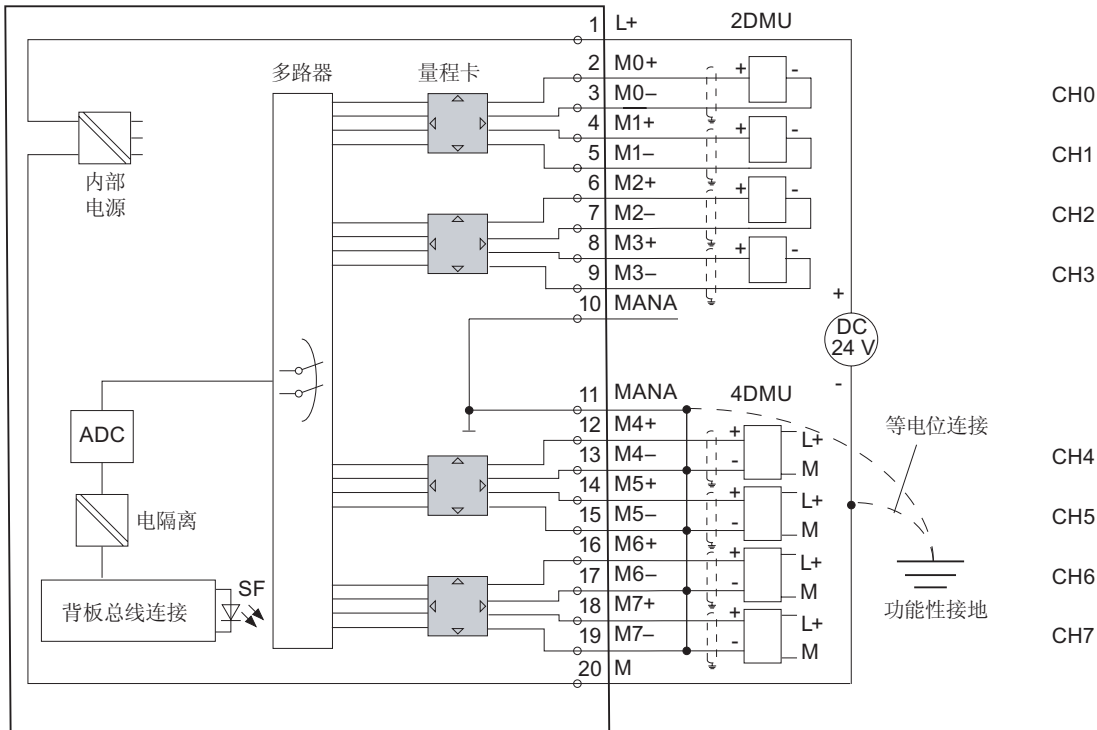 1 L+ 2DMU
多路器 量程卡
2 M0+ + -
3 M0− CH0
4 M1+ + -
5 M1− CH1
内部
电源
6 M2+ + -
7 M2− CH2
8 M3+ + -
9 M3− CH3
10 MANA
+
DC
24 V
-
11 MANA 4DMU
等电位连接
ADC
12 M4+ + L+
13 M4− - M CH4
14 M5+ + L+
电隔离
15 M5− - M CH5
16 M6+ + L+
17 M6− - M CH6
背板总线连接 SF
18 M7+ + L+
功能性接地
19 M7− - M CH7
20 M